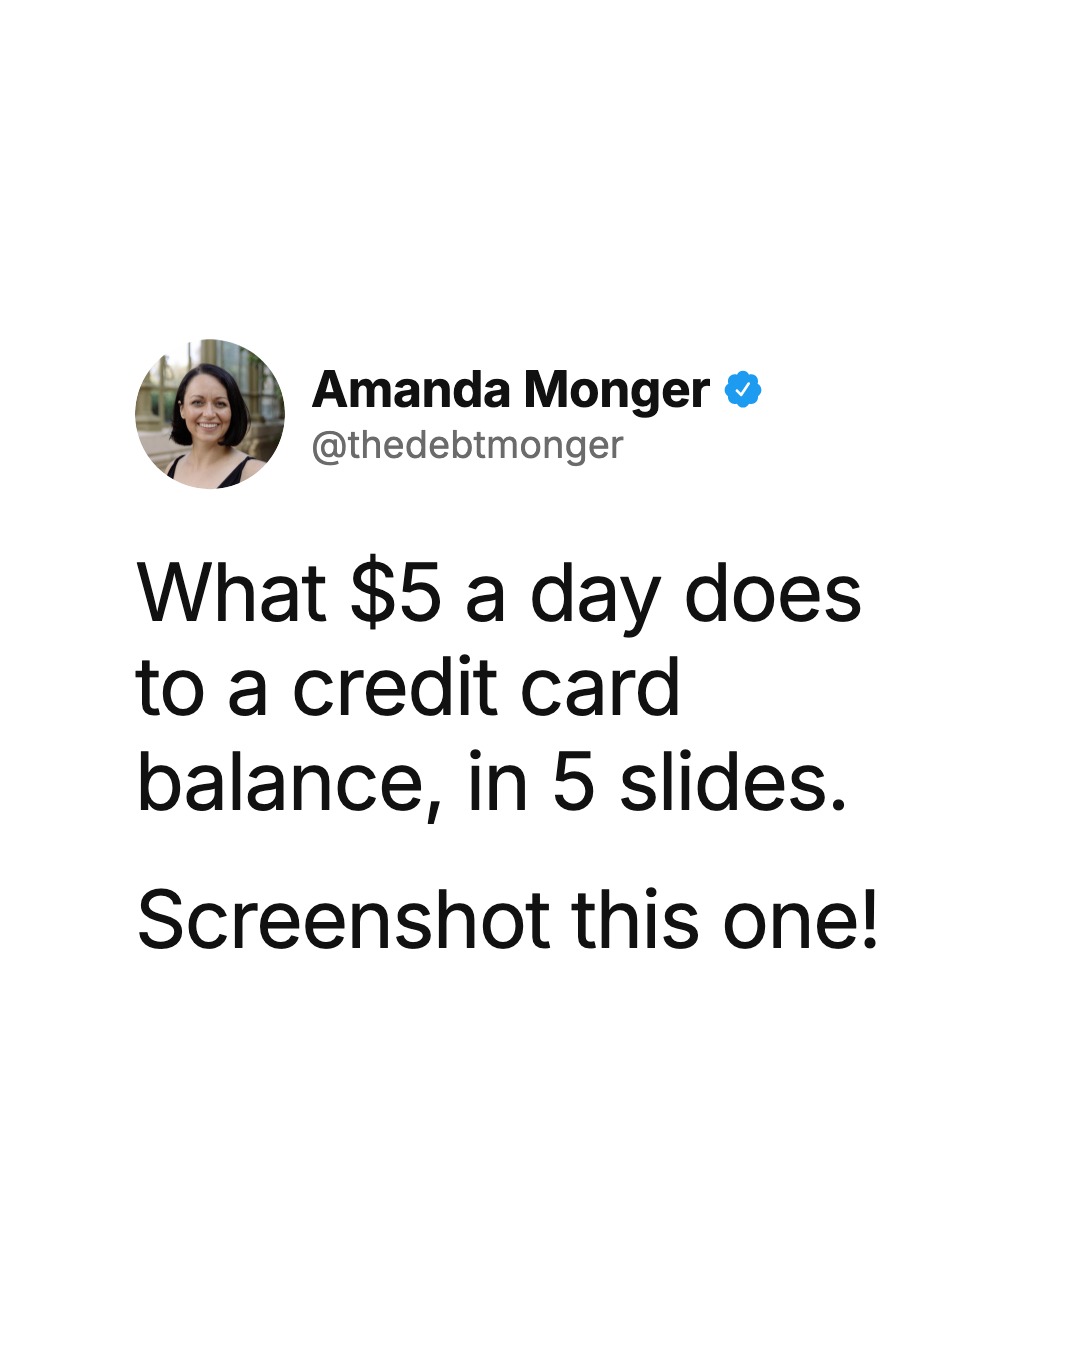 Amanda Monger
@thedebtmonger
What $5 a day does
to a credit card
balance, in 5 slides.
Screenshot this one!